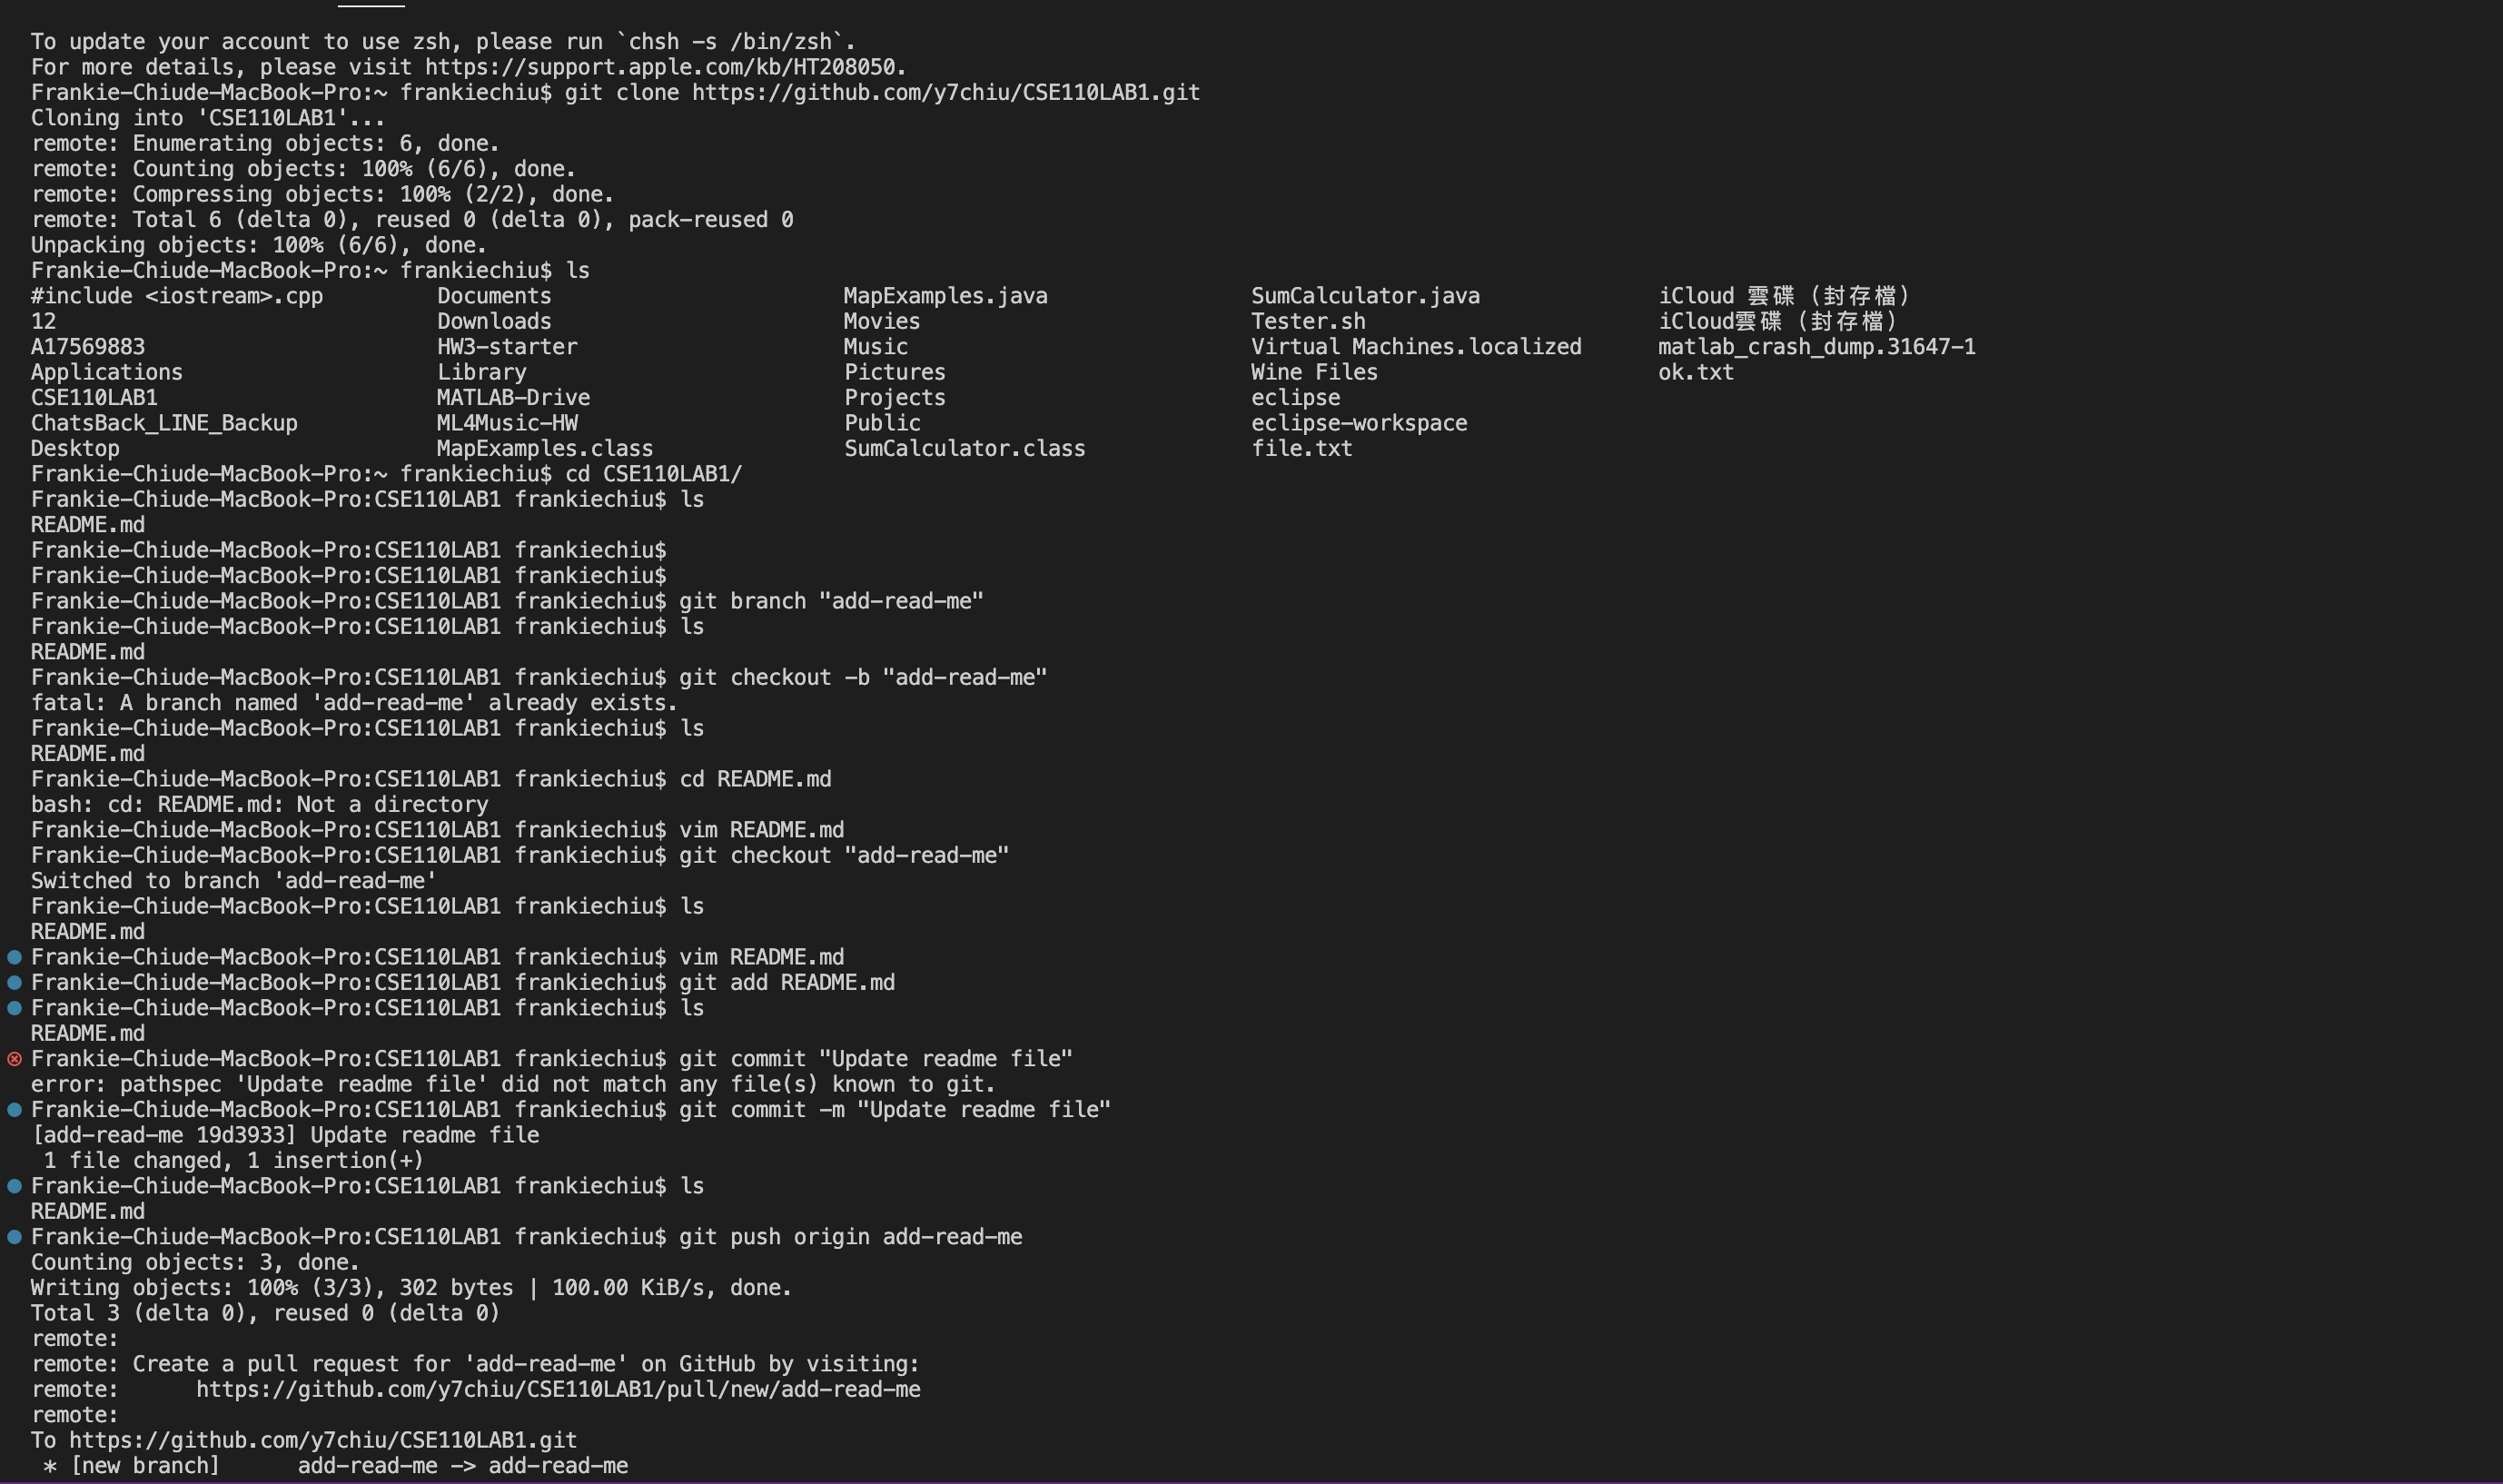 To update your account to use zsh, please run `chsh -s /bin/zsh`.
For more details, please visit https://support.apple.com/kb/HT208050.
Frankie-Chiude-MacBook-Pro:~ frankiechiu$ git clone https://github.com/y7chiu/CSE110LAB1.git
Cloning into 'CSE110LAB1'...
remote: Enumerating objects: 6, done.
remote: Counting objects: 100% (6/6), done.
remote: Compressing objects: 100% (2/2), done.
remote: Total 6 (delta 0), reused 0 (delta 0), pack-reused 0
Unpacking objects: 100% (6/6), done.
Frankie-Chiude-MacBook-Pro:~ frankiechiu$ ls
#include <iostream>.cpp Documents MapExamples.java SumCalculator.java iCloud 雲碟 (封存檔)
12 Downloads Movies Tester.sh iCloud雲碟 (封存檔)
A17569883 HW3-starter Music Virtual Machines.localized matlab_crash_dump.31647-1
Applications Library Pictures Wine Files ok.txt
CSE110LAB1 MATLAB-Drive Projects eclipse
ChatsBack_LINE_Backup ML4Music-HW Public eclipse-workspace
Desktop MapExamples.class SumCalculator.class file.txt
Frankie-Chiude-MacBook-Pro:~ frankiechiu$ cd CSE110LAB1/
Frankie-Chiude-MacBook-Pro:CSE110LAB1 frankiechiu$ ls
README.md
Frankie-Chiude-MacBook-Pro:CSE110LAB1 frankiechiu$
Frankie-Chiude-MacBook-Pro:CSE110LAB1 frankiechiu$
Frankie-Chiude-MacBook-Pro:CSE110LAB1 frankiechiu$ git branch "add-read-me"
Frankie-Chiude-MacBook-Pro:CSE110LAB1 frankiechiu$ ls
README.md
Frankie-Chiude-MacBook-Pro:CSE110LAB1 frankiechiu$ git checkout -b "add-read-me"
fatal: A branch named 'add-read-me' already exists.
Frankie-Chiude-MacBook-Pro:CSE110LAB1 frankiechiu$ ls
README.md
Frankie-Chiude-MacBook-Pro:CSE110LAB1 frankiechiu$ cd README.md
bash: cd: README.md: Not a directory
Frankie-Chiude-MacBook-Pro:CSE110LAB1 frankiechiu$ vim README.md
Frankie-Chiude-MacBook-Pro:CSE110LAB1 frankiechiu$ git checkout "add-read-me"
Switched to branch 'add-read-me'
Frankie-Chiude-MacBook-Pro:CSE110LAB1 frankiechiu$ ls
README.md
Frankie-Chiude-MacBook-Pro:CSE110LAB1 frankiechiu$ vim README.md
Frankie-Chiude-MacBook-Pro:CSE110LAB1 frankiechiu$ git add README.md
Frankie-Chiude-MacBook-Pro:CSE110LAB1 frankiechiu$ ls
README.md
Frankie-Chiude-MacBook-Pro:CSE110LAB1 frankiechiu$ git commit "Update readme file"
error: pathspec 'Update readme file' did not match any file(s) known to git.
Frankie-Chiude-MacBook-Pro:CSE110LAB1 frankiechiu$ git commit -m "Update readme file"
[add-read-me 19d3933] Update readme file
1 file changed, 1 insertion(+)
Frankie-Chiude-MacBook-Pro:CSE110LAB1 frankiechiu$ ls
README.md
Frankie-Chiude-MacBook-Pro:CSE110LAB1 frankiechiu$ git push origin add-read-me
Counting objects: 3, done.
Writing objects: 100% (3/3), 302 bytes | 100.00 KiB/s, done.
Total 3 (delta 0), reused 0 (delta 0)
remote:
remote: Create a pull request for 'add-read-me' on GitHub by visiting:
remote: https://github.com/y7chiu/CSE110LAB1/pull/new/add-read-me
remote:
To https://github.com/y7chiu/CSE110LAB1.git
* [new branch] add-read-me -> add-read-me